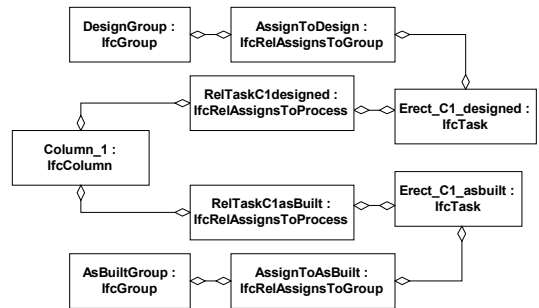 DesignGroup :
IfcGroup
AssignToDesign :
IfcRelAssignsToGroup
RelTaskC1designed :
IfcRelAssignsToProcess
Erect_C1_designed :
IfcTask
Column_1 :
IfcColumn
RelTaskC1asBuilt :
IfcRelAssignsToProcess
Erect_C1_asbuilt :
IfcTask
AsBuiltGroup :
IfcGroup
AssignToAsBuilt :
IfcRelAssignsToGroup